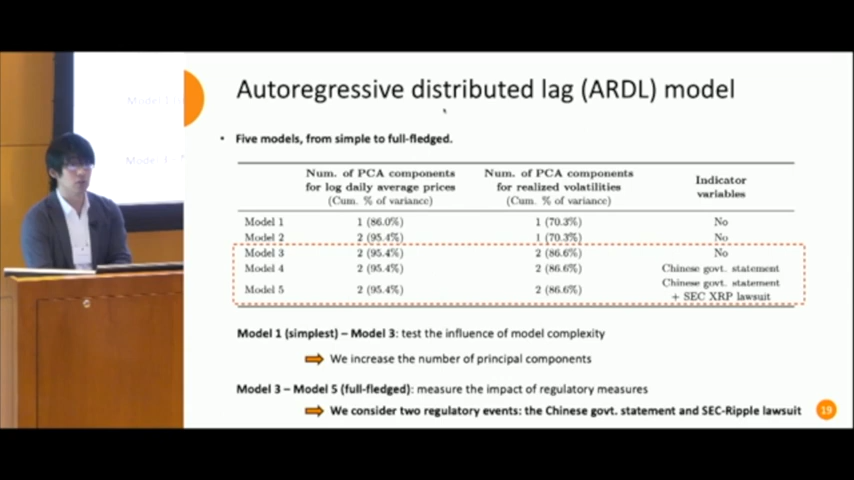 Autoregressive distributed lag (ARDL) model
• Five models, from simple to full-fledged.
Num. of PCA components Num. of PCA components Indicator
for log daily average prices for realized volatilities variables
(Cum. % of variance) (Cum. % of variance)
Model 1 1 (86.0%) 1 (70.3%) No
Model 2 2 (95.4%) 1 (70.3%) No
Model 3 2 (95.4%) 2 (86.6%) No
Model 4 2 (95.4%) 2 (86.6%) Chinese govt. statement
Model 5 2 (95.4%) 2 (86.6%) Chinese govt. statement
+ SEC XRP lawsuit
Model 1 (simplest) – Model 3: test the influence of model complexity
We increase the number of principal components
Model 3 – Model 5 (full-fledged): measure the impact of regulatory measures
We consider two regulatory events: the Chinese govt. statement and SEC-Ripple lawsuit
19